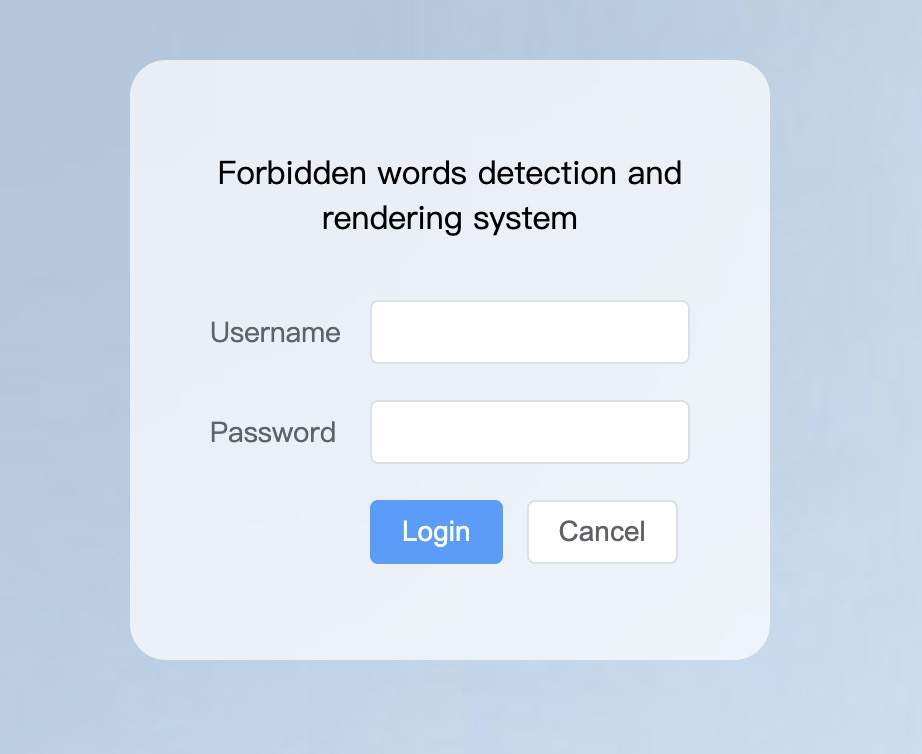 Forbidden words detection and
rendering system
Username
Password
Login Cancel